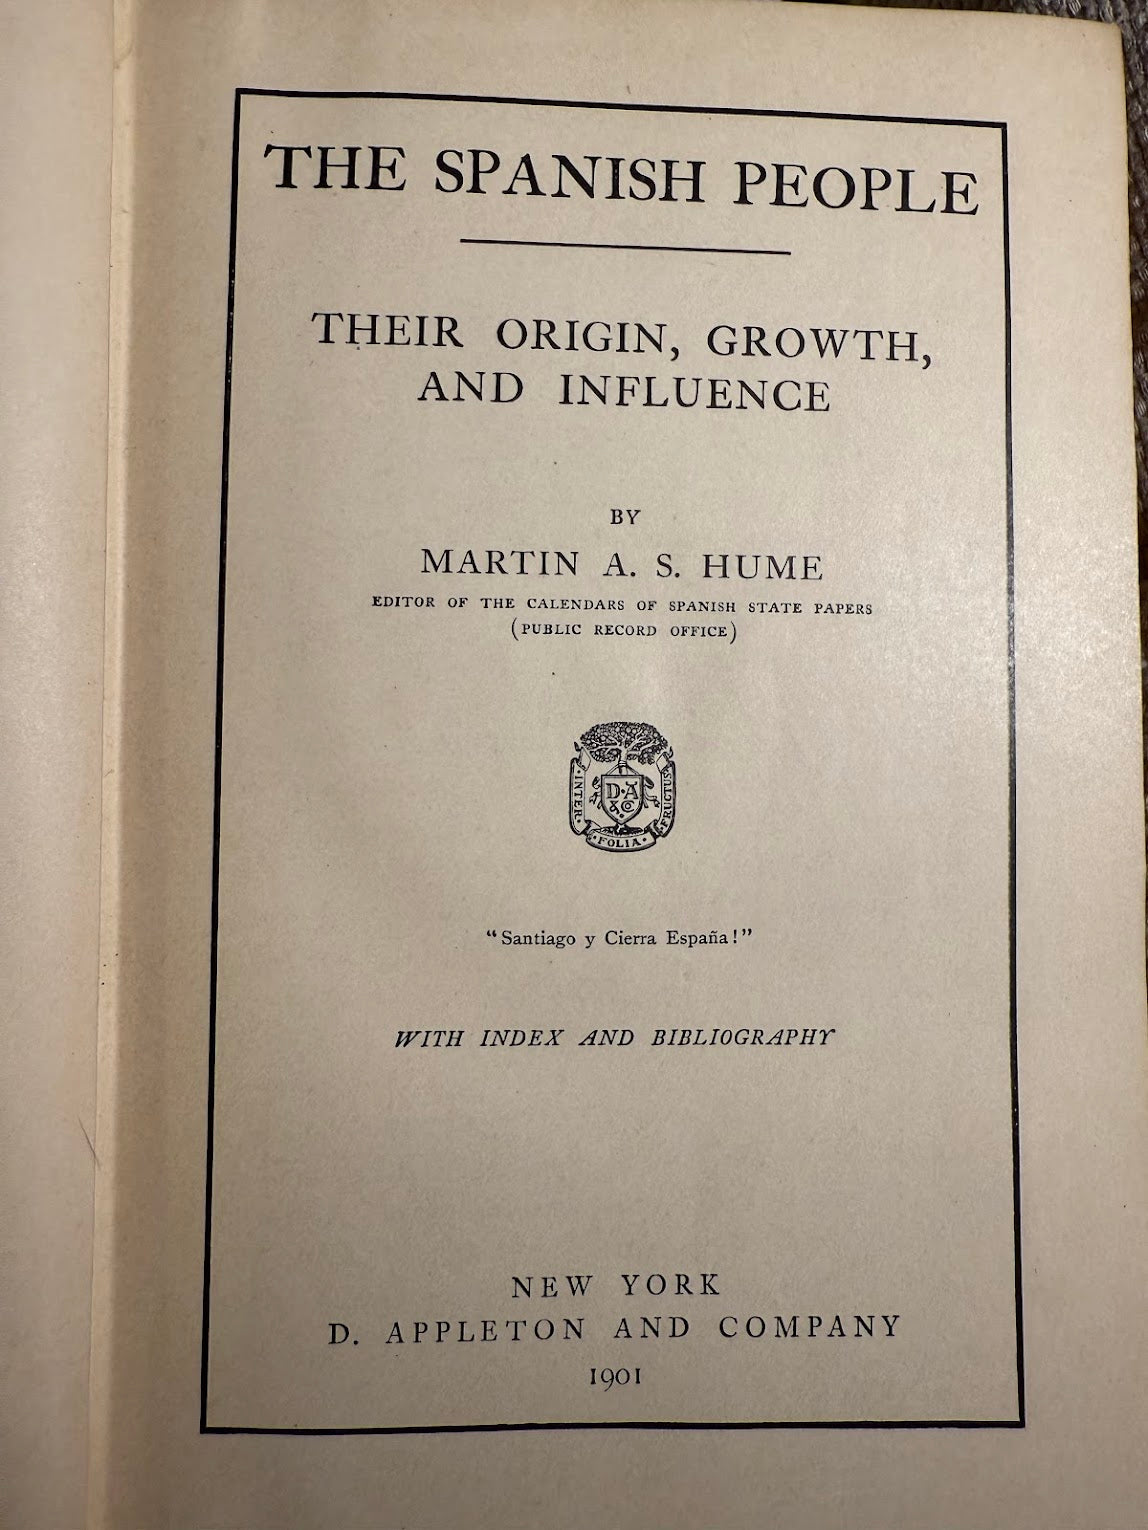 THE SPANISH PEOPLE
THEIR ORIGIN, GROWTH,
AND INFLUENCE
BY
MARTIN A. S. HUME
EDITOR OF THE CALENDARS OF SPANISH STATE PAPERS
(PUBLIC RECORD OFFICE)
D·A
& Co
·INTER·
·FOLIA·
FRUCTUS
"Santiago y Cierra España!"
WITH INDEX AND BIBLIOGRAPHY
NEW YORK
D. APPLETON AND COMPANY
1901